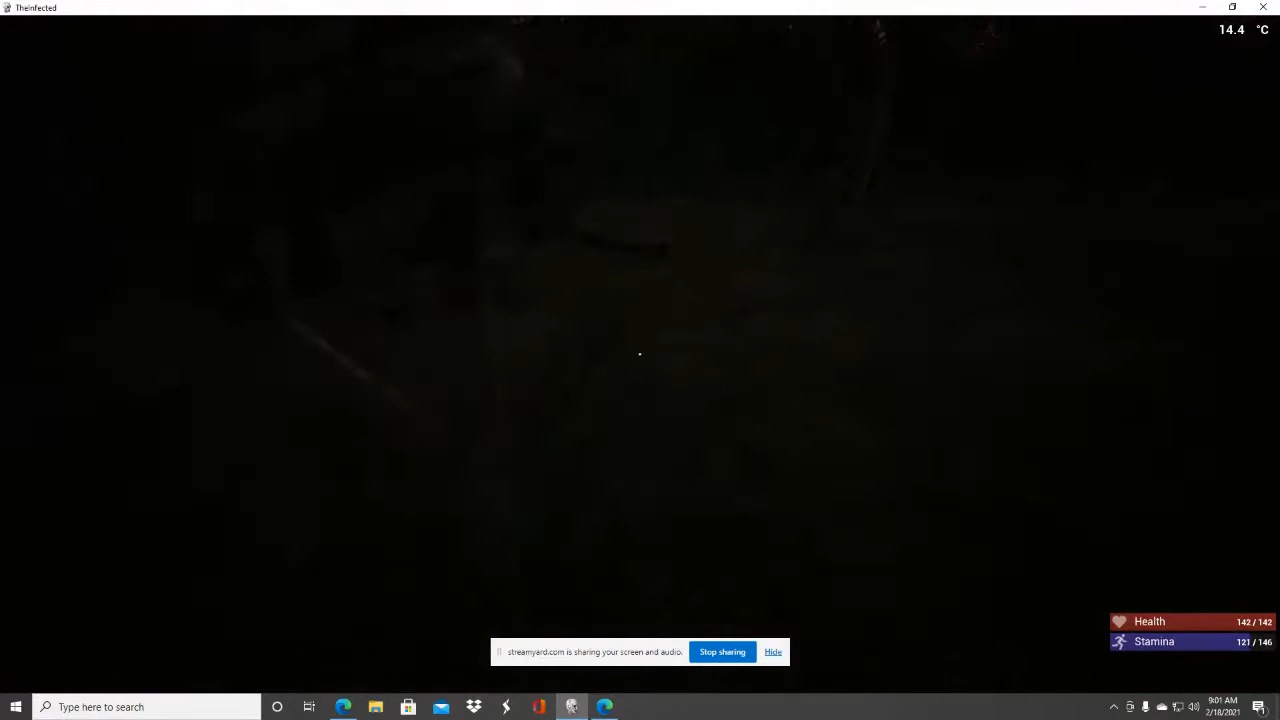 TheInfected
14.4 °C
Health 142 / 142
Stamina 121 / 146
streamyard.com is sharing your screen and audio. Stop sharing Hide
Type here to search
9:01 AM
2/18/2021